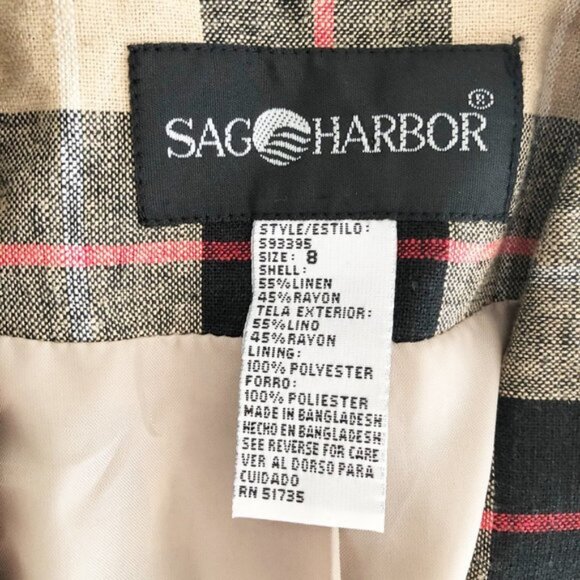 SAG HARBOR®
STYLE/ESTILO:
S93395
SIZE: 8
SHELL:
55%LINEN
45%RAYON
TELA EXTERIOR:
55%LINO
45%RAYON
LINING:
100% POLYESTER
FORRO:
100% POLIESTER
MADE IN BANGLADESH
HECHO EN BANGLADESH
SEE REVERSE FOR CARE
VER AL DORSO PARA
CUIDADO
RN 51735